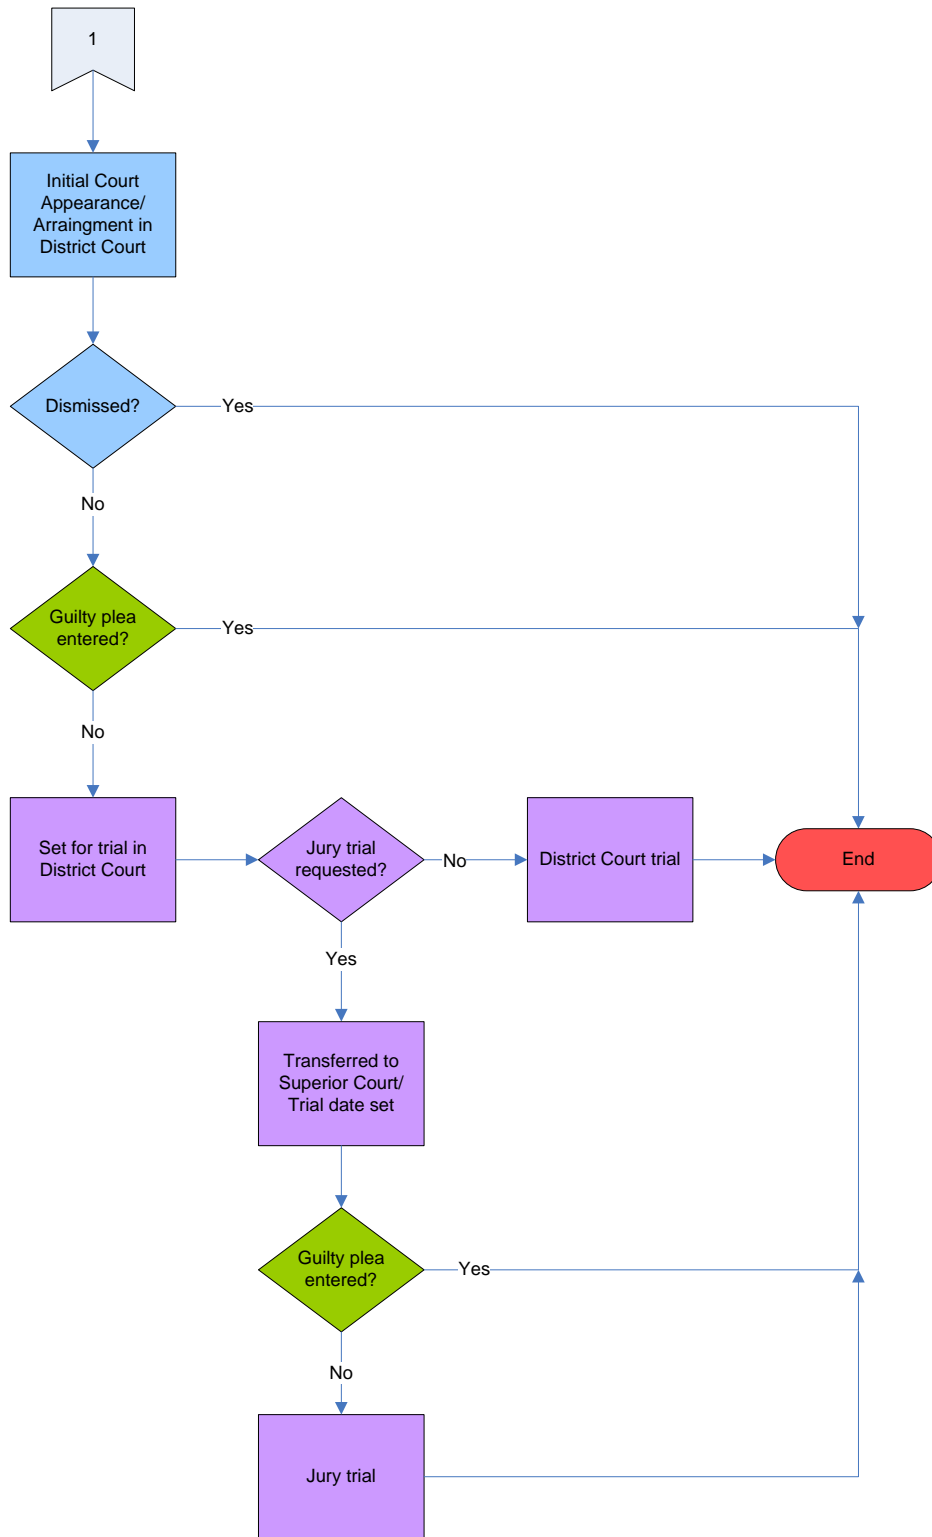 1
Initial Court
Appearance/
Arraingment in
District Court
Dismissed?
Yes
No
Guilty plea
entered?
Yes
No
Set for trial in
District Court
Jury trial
requested?
No
District Court trial
End
Yes
Transferred to
Superior Court/
Trial date set
Guilty plea
entered?
Yes
No
Jury trial